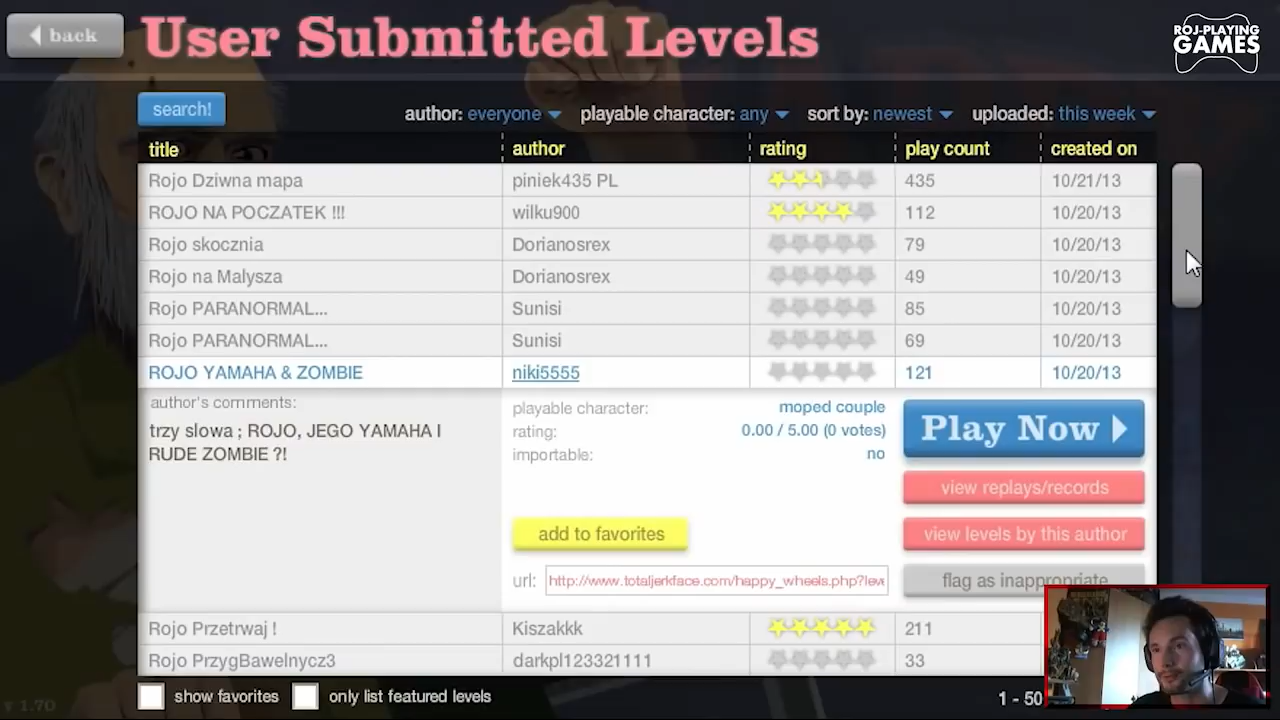 back
User Submitted Levels
ROJ-PLAYING
GAMES
search!
author: everyone playable character: any sort by: newest uploaded: this week
title author rating play count created on
Rojo Dziwna mapa piniek435 PL 435 10/21/13
ROJO NA POCZATEK !!! wilku900 112 10/20/13
Rojo skocznia Dorianosrex 79 10/20/13
Rojo na Malysza Dorianosrex 49 10/20/13
Rojo PARANORMAL... Sunisi 85 10/20/13
Rojo PARANORMAL... Sunisi 69 10/20/13
ROJO YAMAHA & ZOMBIE niki5555 121 10/20/13
author's comments:
trzy slowa ; ROJO, JEGO YAMAHA I
RUDE ZOMBIE ?!
playable character: moped couple
rating: 0.00 / 5.00 (0 votes)
importable: no
Play Now
view replays/records
view levels by this author
add to favorites
url: http://www.totaljerkface.com/happy_wheels.php?leve
flag as inappropriate
Rojo Przetrwaj ! Kiszakkk 211
Rojo PrzygBawelnycz3 darkpl123321111 33
show favorites only list featured levels
1 - 50
v 1.70